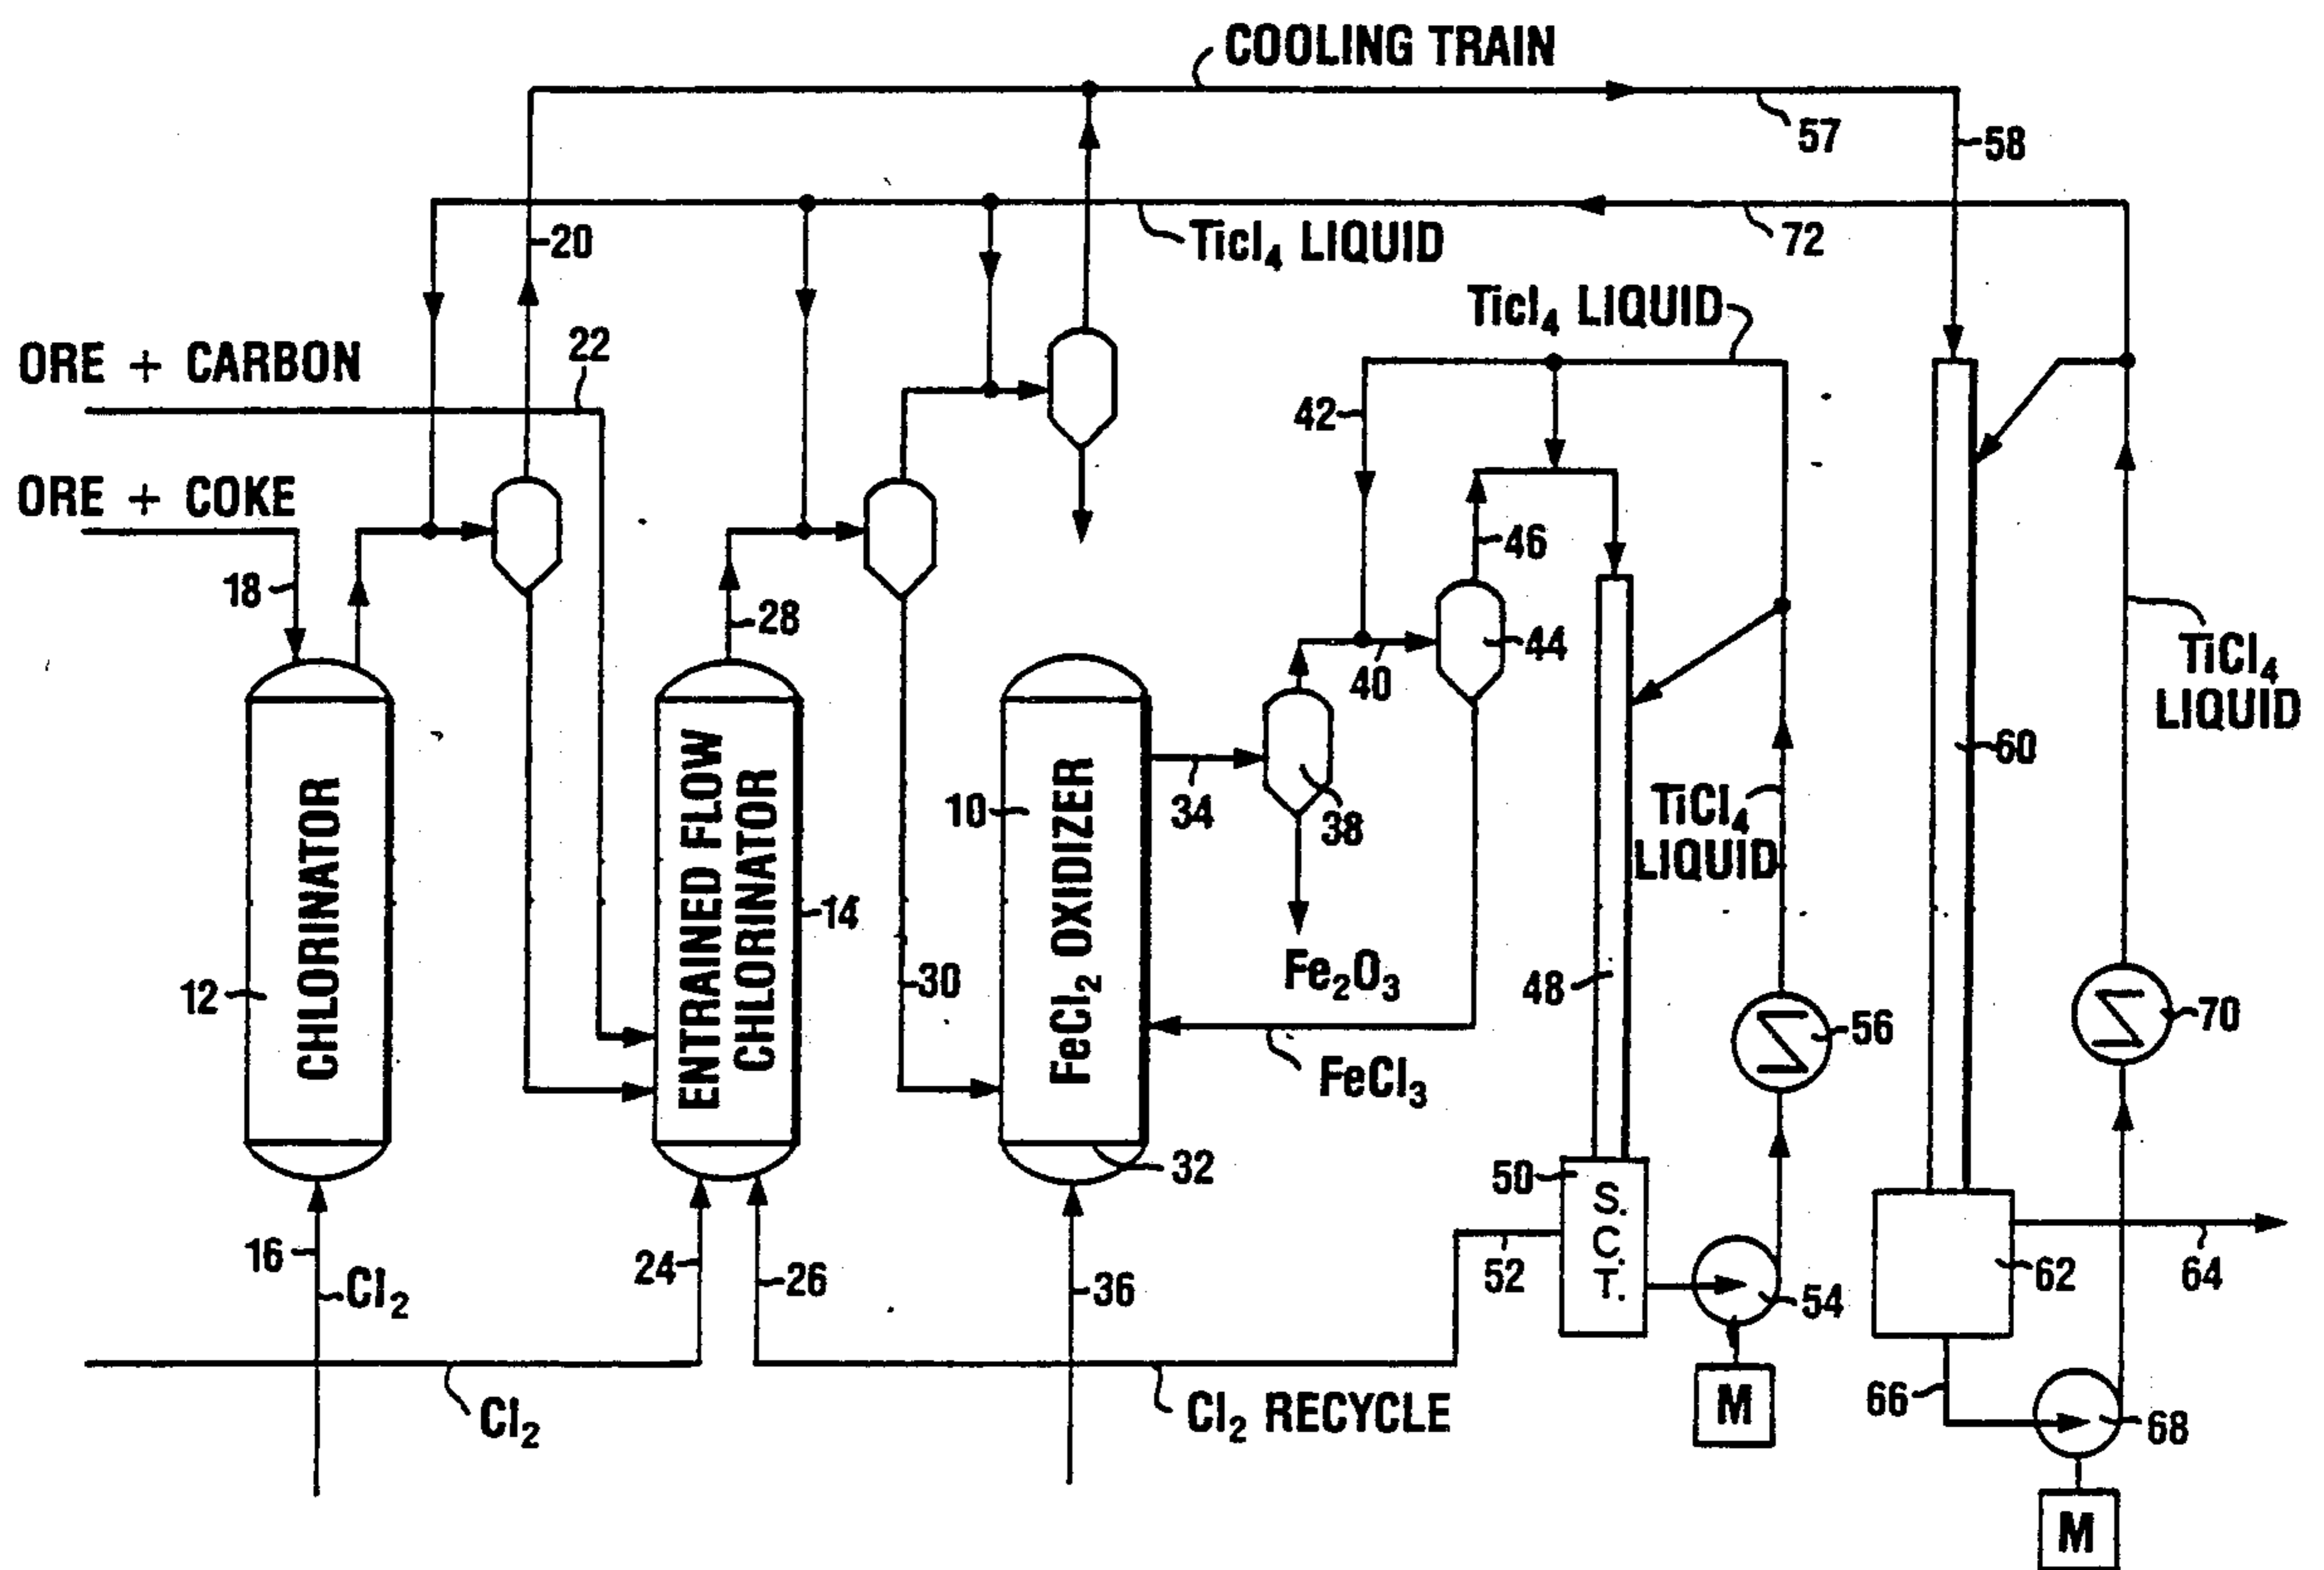 COOLING TRAIN
57
58
20
Ticl4 LIQUID
72
Ticl4 LIQUID
ORE + CARBON
22
42
ORE + COKE
46
18
28
40
44
TiCl4
LIQUID
60
CHLORINATOR
ENTRAINED FLOW
CHLORINATOR
FeCl2 OXIDIZER
10
34
38
TiCl4
LIQUID
14
12
30
Fe2O3
48
56
70
FeCl3
32
50
S.
C.
T.
16
Cl2
24
26
36
52
54
62
64
Cl2
Cl2 RECYCLE
M
66
68
M